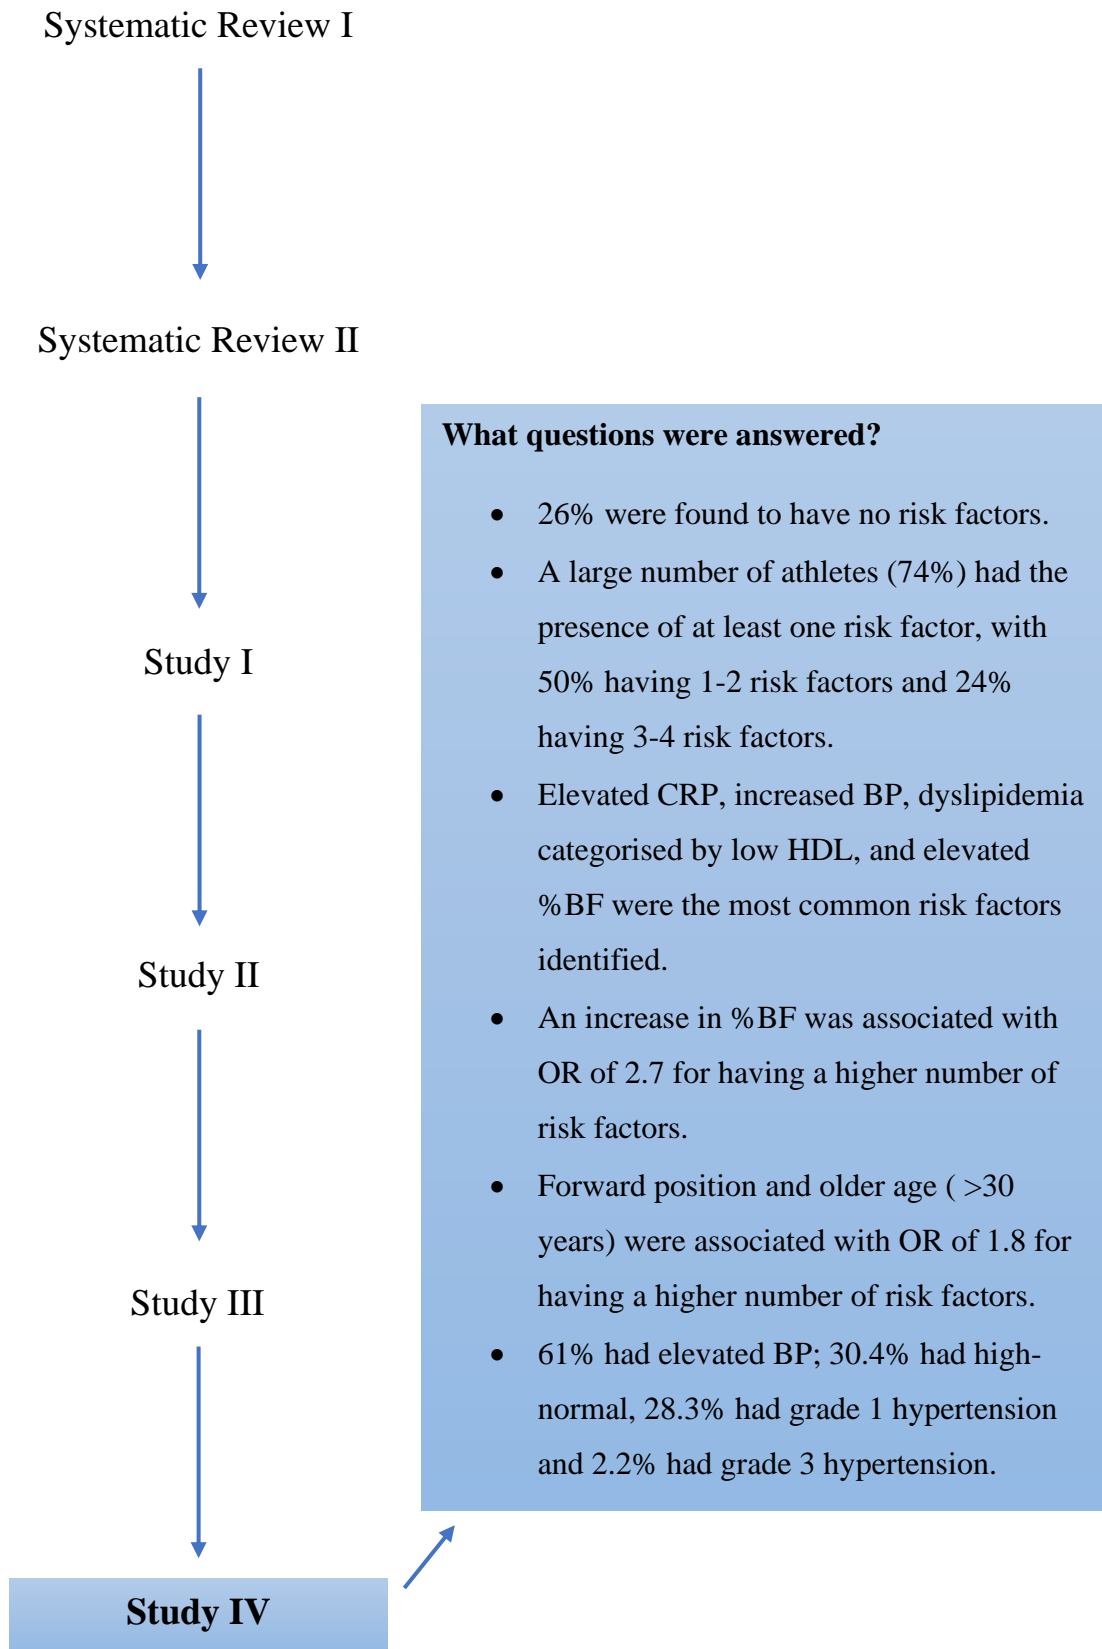 Systematic Review I
Systematic Review II
What questions were answered?
• 26% were found to have no risk factors.
• A large number of athletes (74%) had the
presence of at least one risk factor, with
50% having 1-2 risk factors and 24%
having 3-4 risk factors.
• Elevated CRP, increased BP, dyslipidemia
categorised by low HDL, and elevated
%BF were the most common risk factors
identified.
• An increase in %BF was associated with
OR of 2.7 for having a higher number of
risk factors.
• Forward position and older age ( >30
years) were associated with OR of 1.8 for
having a higher number of risk factors.
• 61% had elevated BP; 30.4% had high-
normal, 28.3% had grade 1 hypertension
and 2.2% had grade 3 hypertension.
Study I
Study II
Study III
Study IV